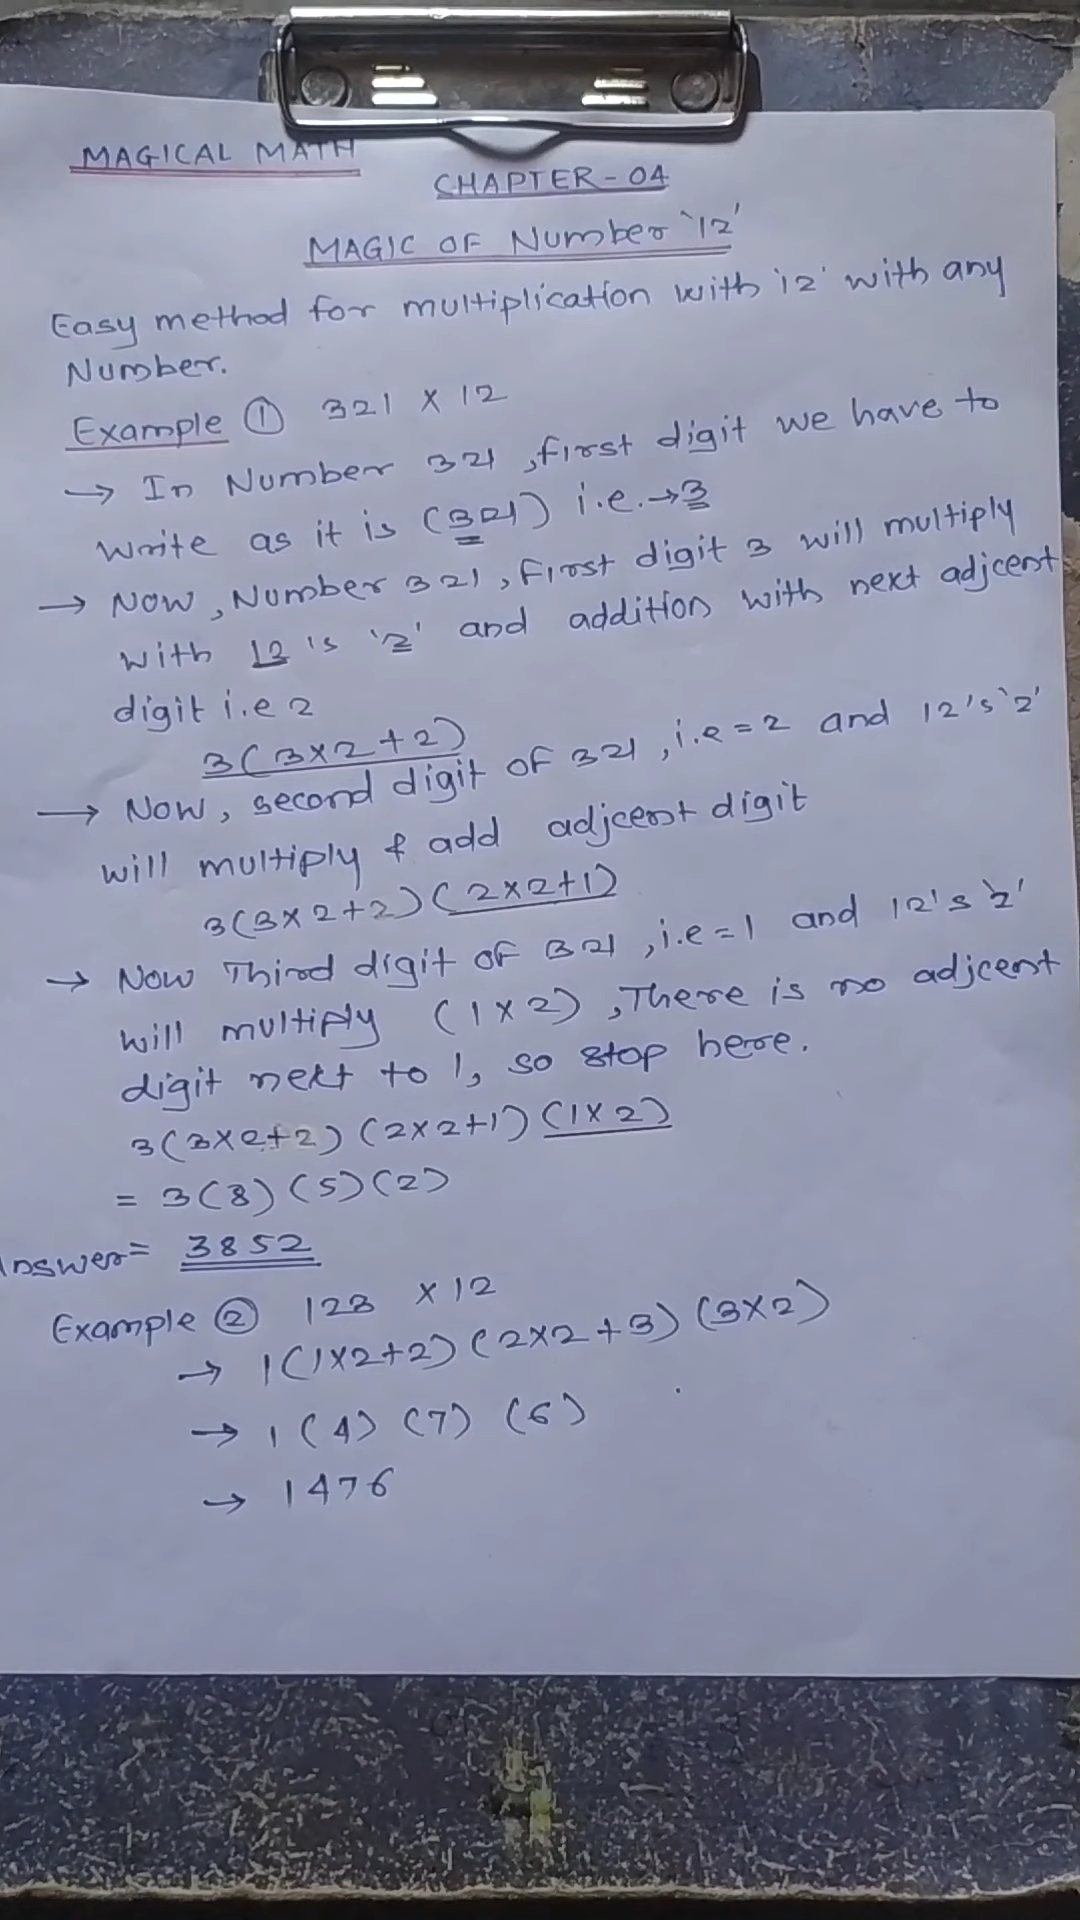 MAGICAL MATH
CHAPTER-04
MAGIC OF Number '12'
Easy method for multiplication with 12' with any
Number.
Example ① 321 x 12
→ In Number 321, first digit we have to
write as it is (321) i.e.→3
→ Now, Number 321, First digit 3 will multiply
with 12's '2' and addition with next adjcent
digit i.e 2
3(3x2+2)
→ Now, second digit of 321, i.e=2 and 12's '2'
will multiply & add adjcent digit
3(3x2+2)(2x2+1)
→ Now Third digit of 321, i.e=1 and 12's '2'
will multiply (1x2), There is no adjcent
digit next to 1, so stop here.
3(3x2+2)(2x2+1)(1x2)
= 3(8)(5)(2)
Answer= 3852
Example ② 123 x 12
→ 1(1x2+2)(2x2+3)(3x2)
→ 1(4)(7)(6)
→ 1476